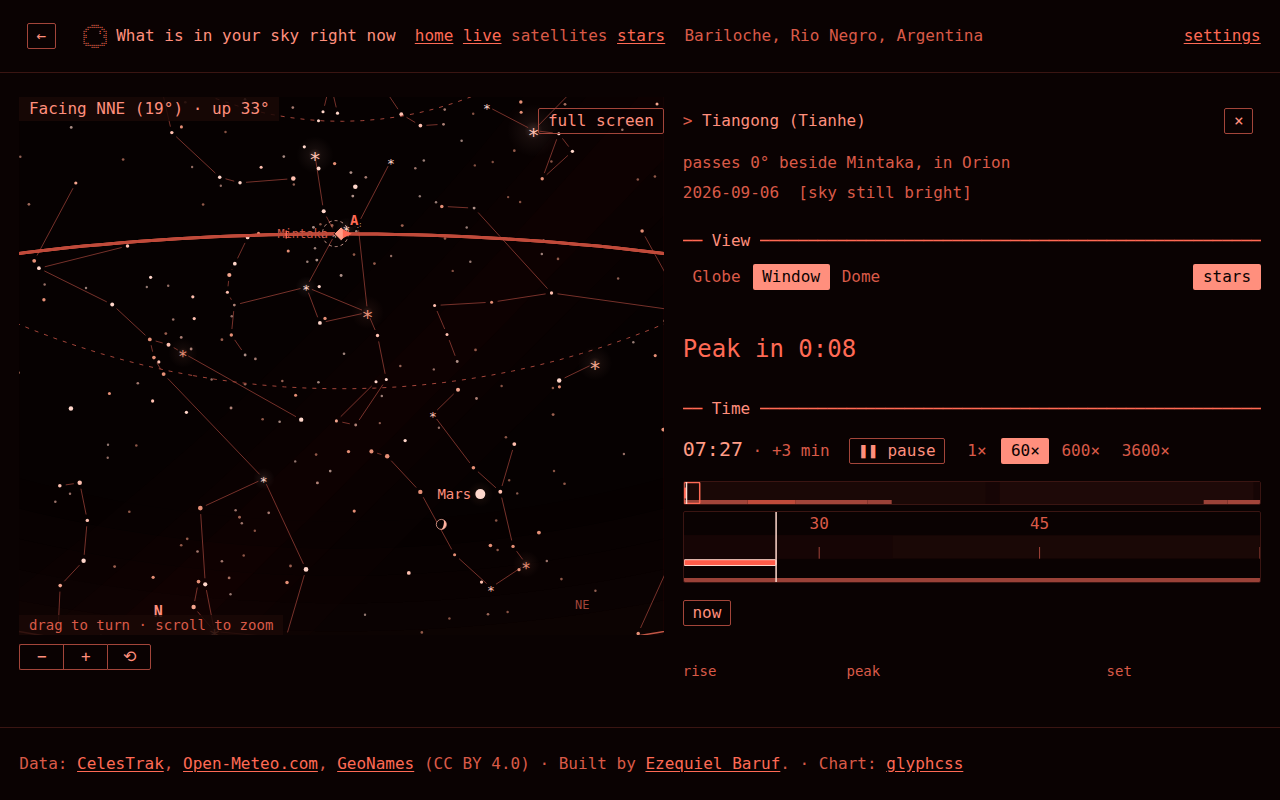 ← What is in your sky right now home live satellites stars Bariloche, Rio Negro, Argentina settings
Facing NNE (19°) · up 33°
full screen
A
Mintaka
Mars
N
NE
drag to turn · scroll to zoom
− + ⟲
> Tiangong (Tianhe) ×
passes 0° beside Mintaka, in Orion
2026-09-06 [sky still bright]
View
Globe Window Dome stars
Peak in 0:08
Time
07:27 · +3 min ❚❚ pause 1× 60× 600× 3600×
30 45
now
rise peak set
Data: CelesTrak, Open-Meteo.com, GeoNames (CC BY 4.0) · Built by Ezequiel Baruf. · Chart: glyphcss